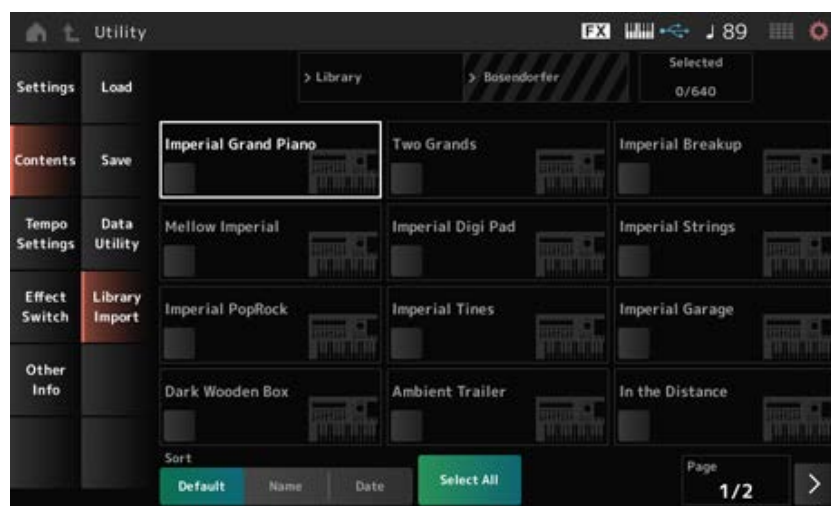 Utility
FX
♩ 89
Settings
Load
> Library
> Bosendorfer
Selected
0/640
Contents
Save
Imperial Grand Piano
Two Grands
Imperial Breakup
Tempo
Settings
Data
Utility
Mellow Imperial
Imperial Digi Pad
Imperial Strings
Effect
Switch
Library
Import
Imperial PopRock
Imperial Tines
Imperial Garage
Other
Info
Dark Wooden Box
Ambient Trailer
In the Distance
Sort
Default
Name
Date
Select All
Page
1/2
>